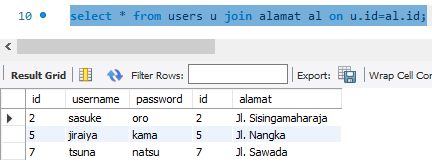 10 select * from users u join alamat al on u.id=al.id;
Result Grid Filter Rows: Export: Wrap Cell Cor
id username password id alamat
2 sasuke oro 2 Jl. Sisingamaharaja
5 jiraiya kama 5 Jl. Nangka
7 tsuna natsu 7 Jl. Sawada